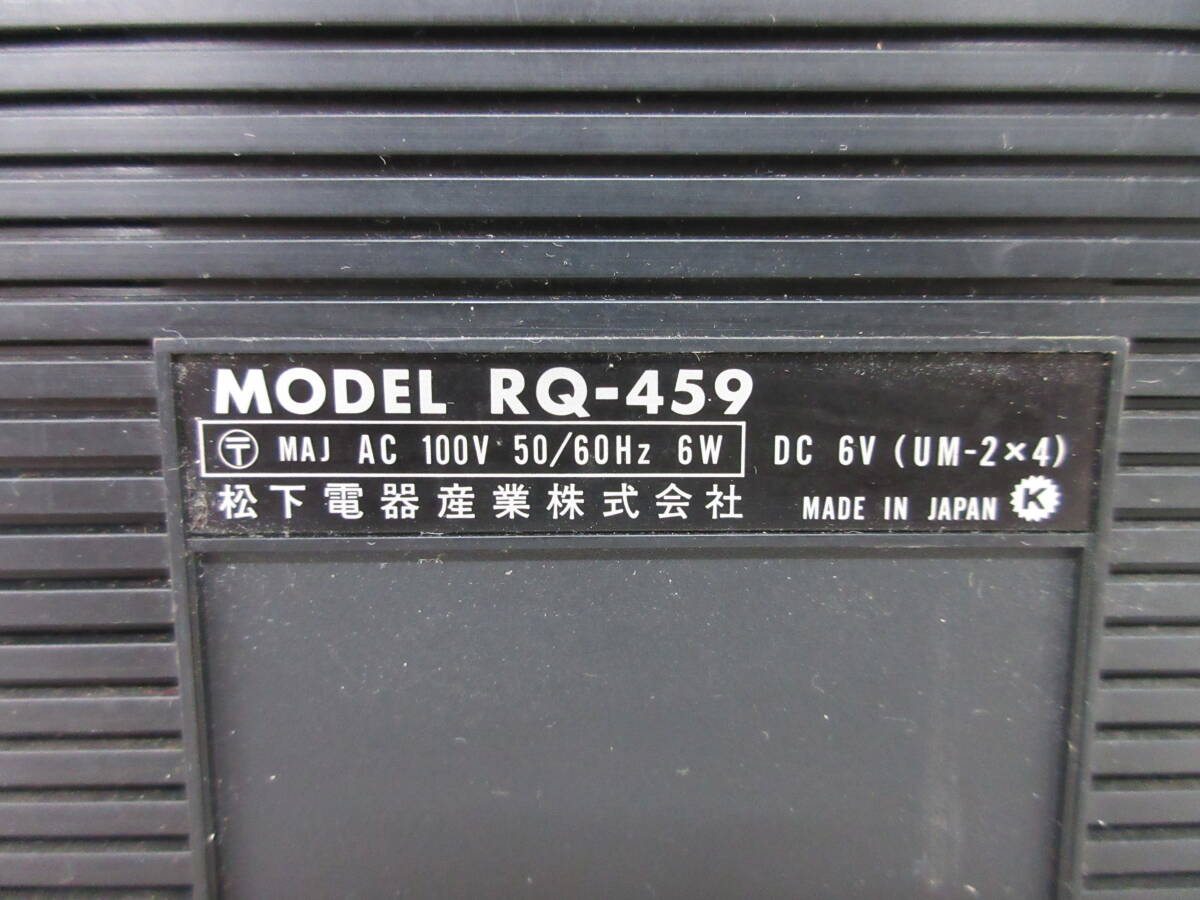 MODEL RQ-459
〒 MAJ AC 100V 50/60Hz 6W DC 6V (UM-2×4)
松下電器産業株式会社 MADE IN JAPAN K